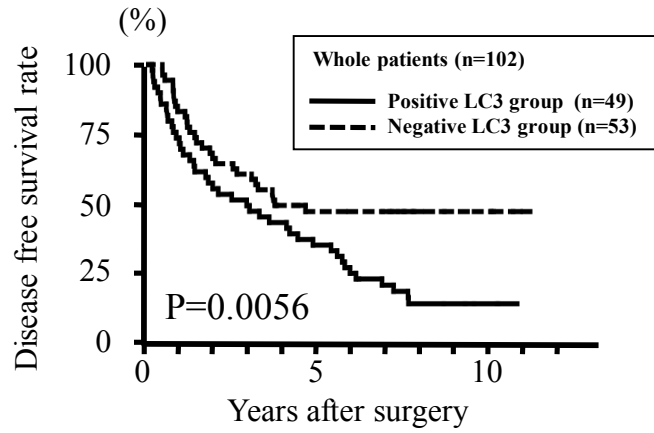 (%)
Disease free survival rate
100
75
50
25
0
Whole patients (n=102)
Positive LC3 group (n=49)
Negative LC3 group (n=53)
P=0.0056
0 5 10
Years after surgery